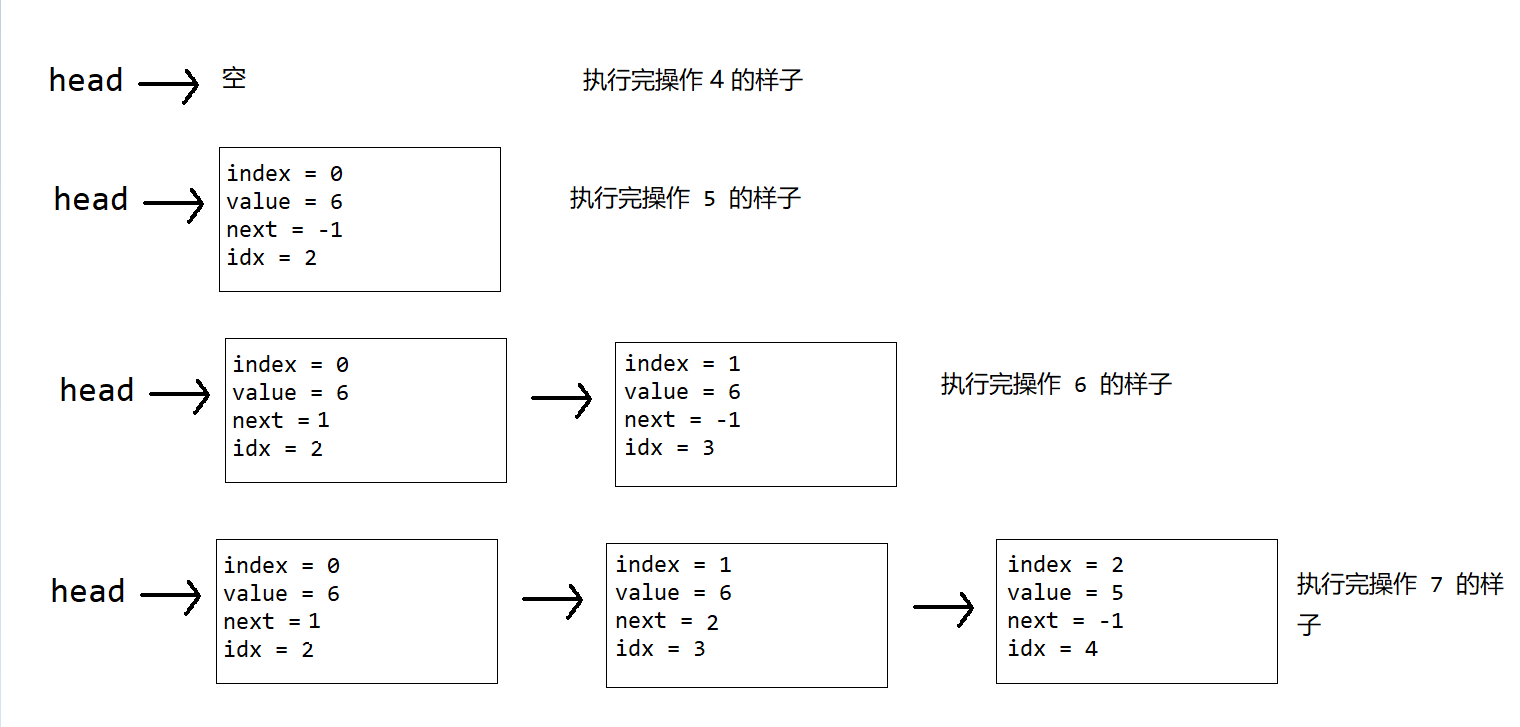 head 空 执行完操作 4 的样子
index = 0
value = 6
next = -1
idx = 2
head
执行完操作 5 的样子
index = 0
value = 6
next = 1
idx = 2
head
index = 1
value = 6
next = -1
idx = 3
执行完操作 6 的样子
index = 0
value = 6
next = 1
idx = 2
head
index = 1
value = 6
next = 2
idx = 3
index = 2
value = 5
next = -1
idx = 4
执行完操作 7 的样
子